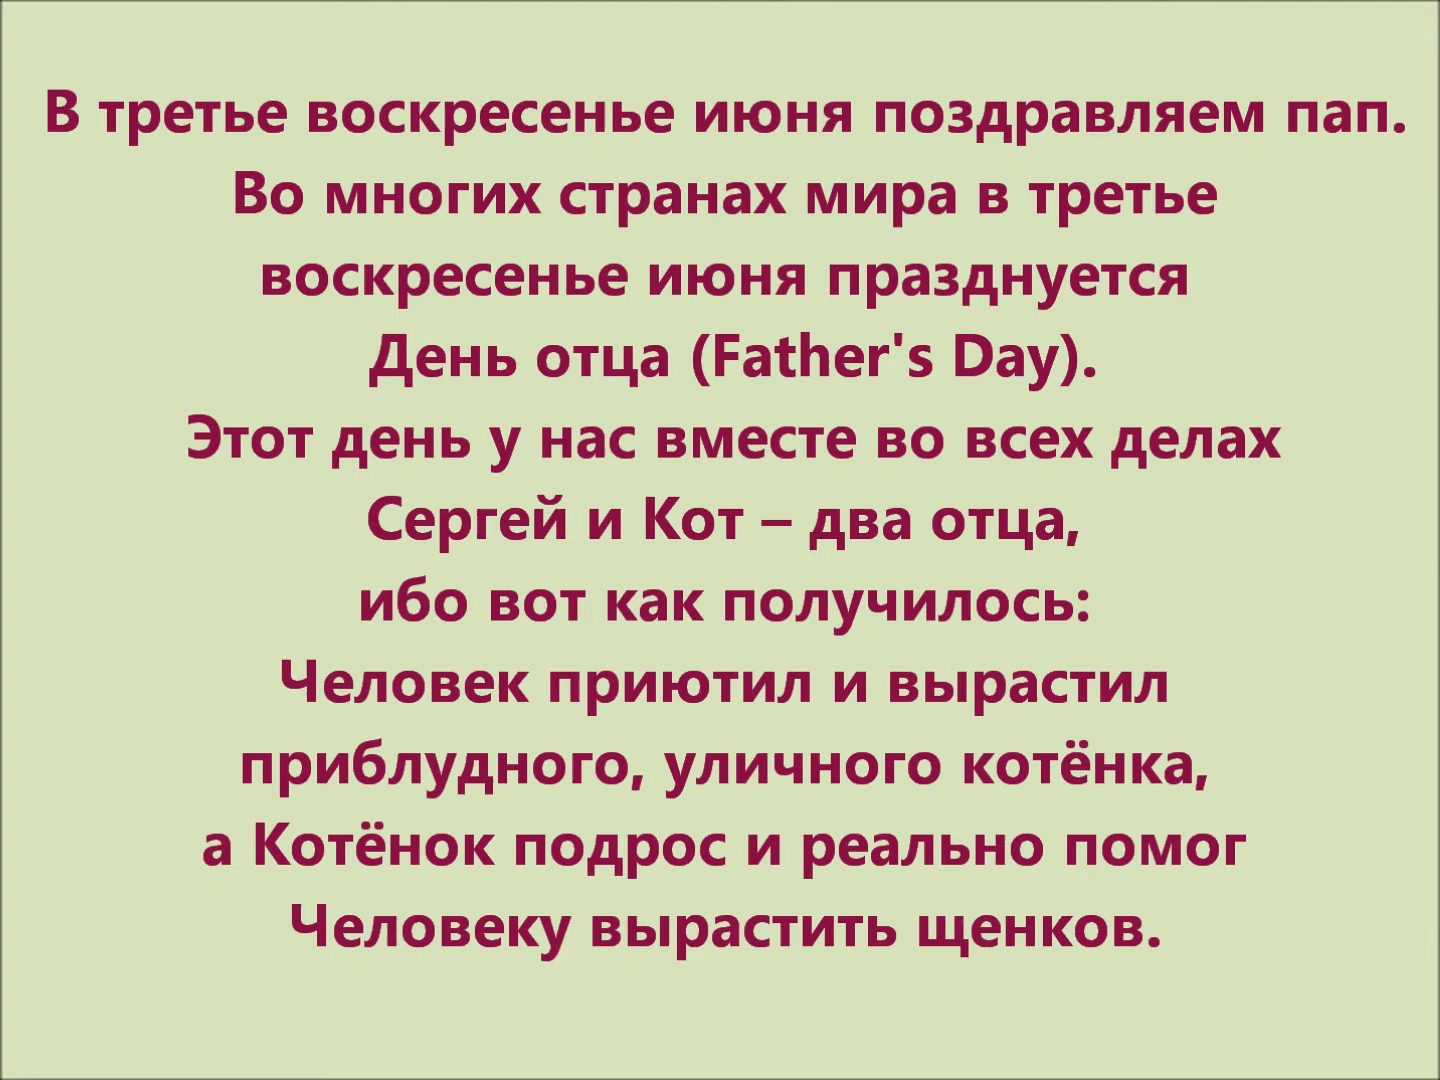 В третье воскресенье июня поздравляем пап.
Во многих странах мира в третье
воскресенье июня празднуется
День отца (Father's Day).
Этот день у нас вместе во всех делах
Сергей и Кот – два отца,
ибо вот как получилось:
Человек приютил и вырастил
приблудного, уличного котёнка,
а Котёнок подрос и реально помог
Человеку вырастить щенков.